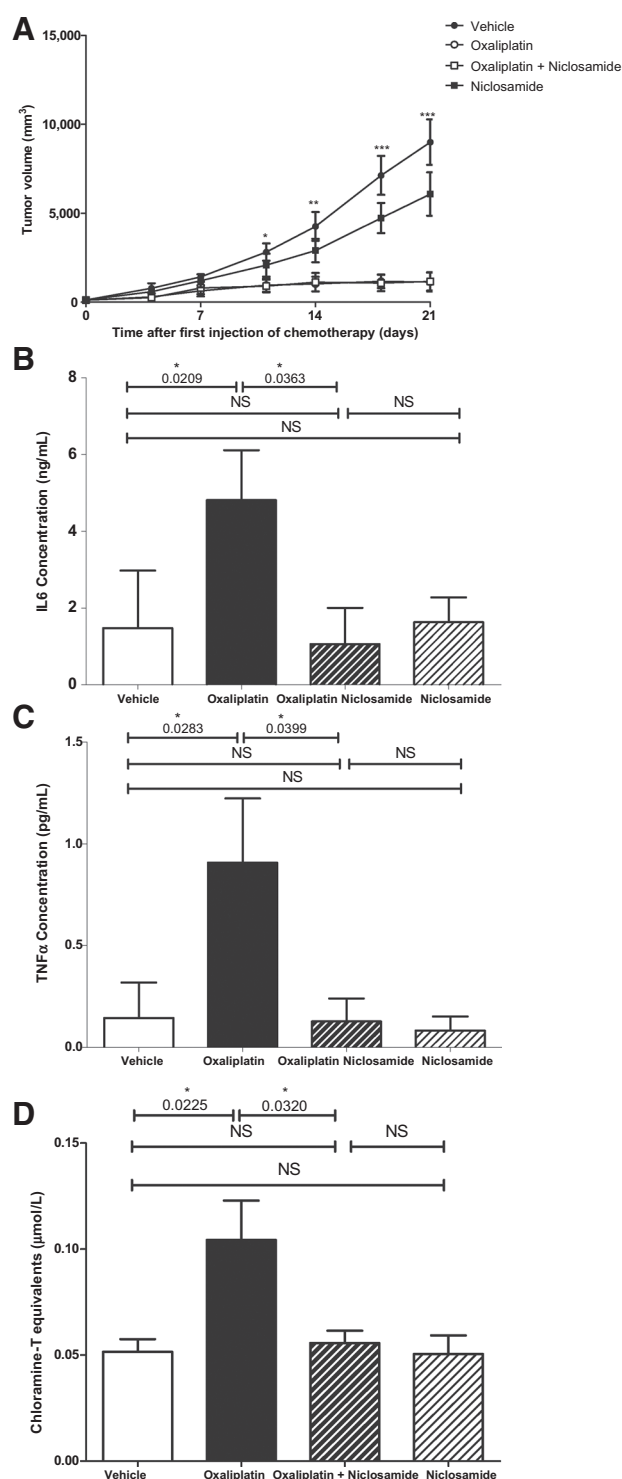 A
Vehicle
Oxaliplatin
Oxaliplatin + Niclosamide
Niclosamide
Tumor volume (mm³)
15,000
10,000
5,000
0
*
**
***
***
0 7 14 21
Time after first injection of chemotherapy (days)
B
* *
0.0209 0.0363
NS NS
NS
IL6 Concentration (ng/mL)
8
6
4
2
0
Vehicle Oxaliplatin Oxaliplatin Niclosamide Niclosamide
C
* *
0.0283 0.0399
NS NS
NS
TNFα Concentration (pg/mL)
1.5
1.0
0.5
0.0
Vehicle Oxaliplatin Oxaliplatin Niclosamide Niclosamide
D
* *
0.0225 0.0320
NS NS
NS
Chloramine-T equivalents (μmol/L)
0.15
0.10
0.05
0.00
Vehicle Oxaliplatin Oxaliplatin + Niclosamide Niclosamide